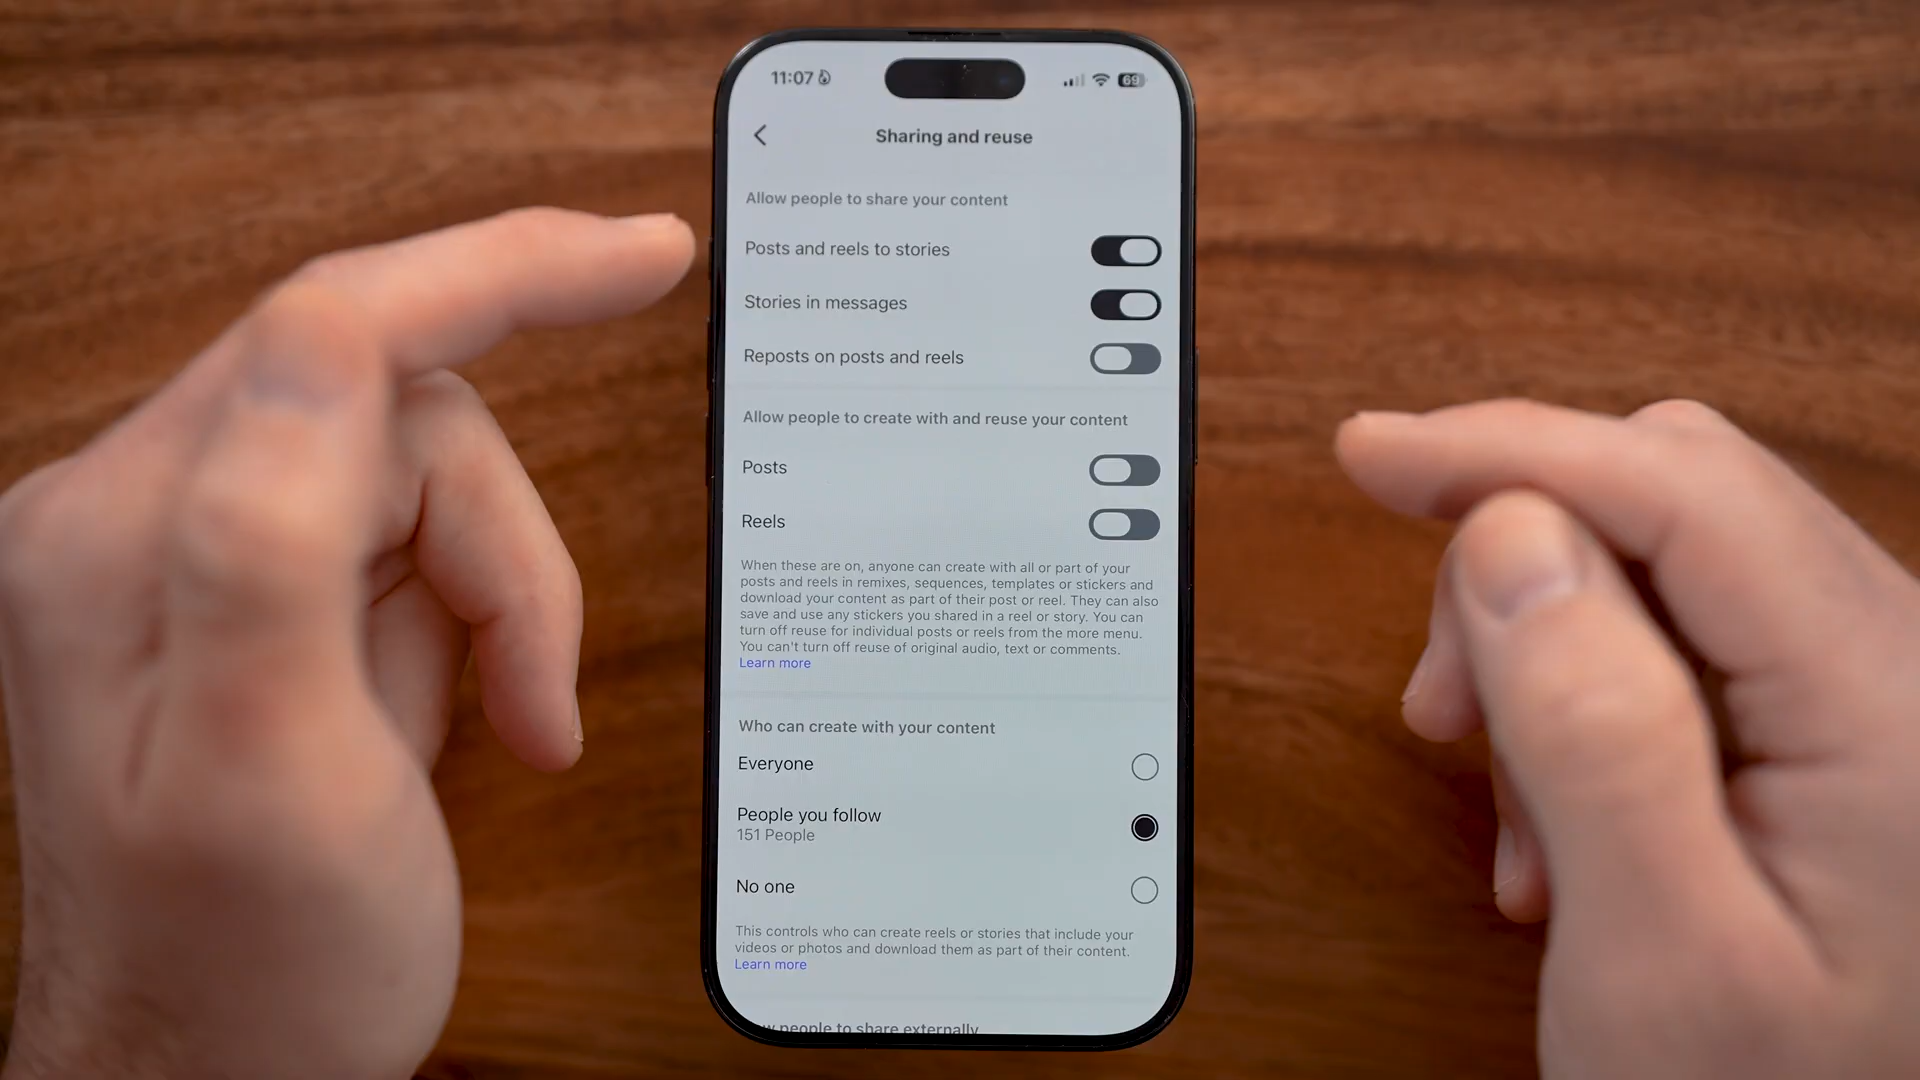 11:07
69
Sharing and reuse
Allow people to share your content
Posts and reels to stories
Stories in messages
Reposts on posts and reels
Allow people to create with and reuse your content
Posts
Reels
When these are on, anyone can create with all or part of your
posts and reels in remixes, sequences, templates or stickers and
download your content as part of their post or reel. They can also
save and use any stickers you shared in a reel or story. You can
turn off reuse for individual posts or reels from the more menu.
You can't turn off reuse of original audio, text or comments.
Learn more
Who can create with your content
Everyone
People you follow
151 People
No one
This controls who can create reels or stories that include your
videos or photos and download them as part of their content.
Learn more
people to share externally